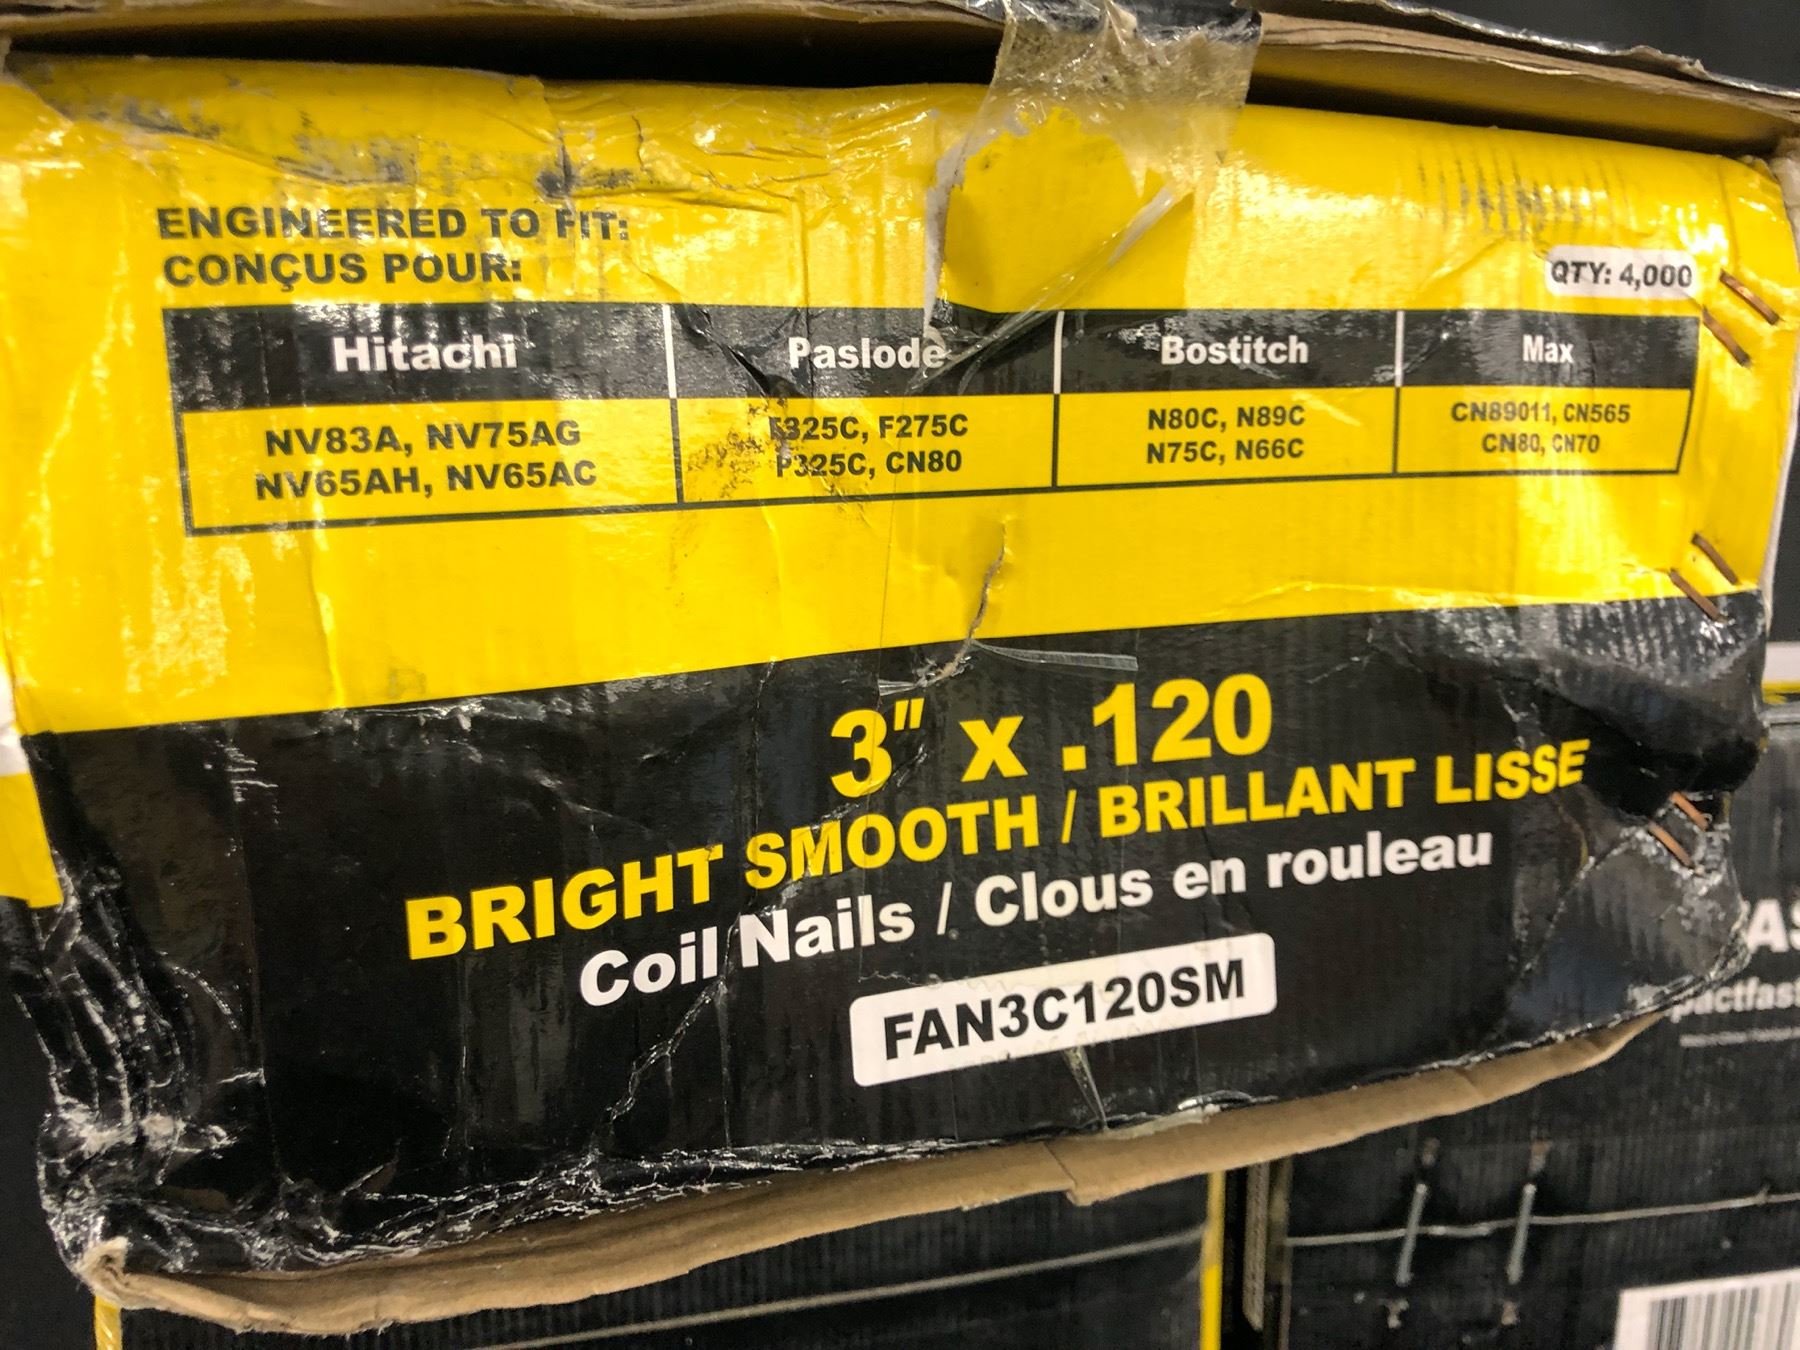 ENGINEERED TO FIT:
CONÇUS POUR:
QTY: 4,000
Hitachi Paslode Bostitch Max
NV83A, NV75AG
NV65AH, NV65AC
F325C, F275C
P325C, CN80
N80C, N89C
N75C, N66C
CN89011, CN565
CN80, CN70
3" x .120
BRIGHT SMOOTH / BRILLANT LISSE
Coil Nails / Clous en rouleau
FAN3C120SM